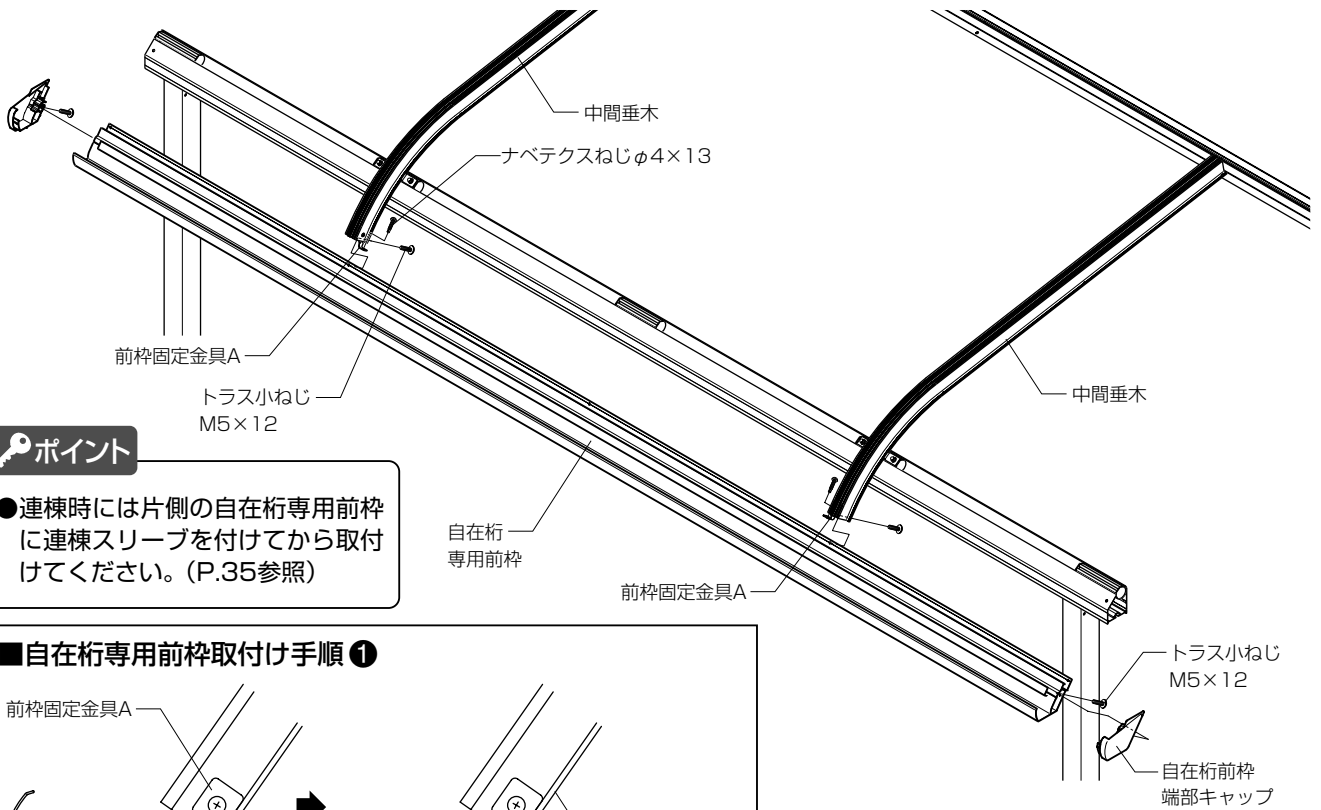 中間垂木
ナベテクスねじφ4×13
前枠固定金具A
トラス小ねじ
M5×12
中間垂木
ポイント
●連棟時には片側の自在桁専用前枠
に連棟スリーブを付けてから取付
けてください。(P.35参照)
自在桁
専用前枠
前枠固定金具A
■自在桁専用前枠取付け手順❶
トラス小ねじ
M5×12
前枠固定金具A
自在桁前枠
端部キャップ